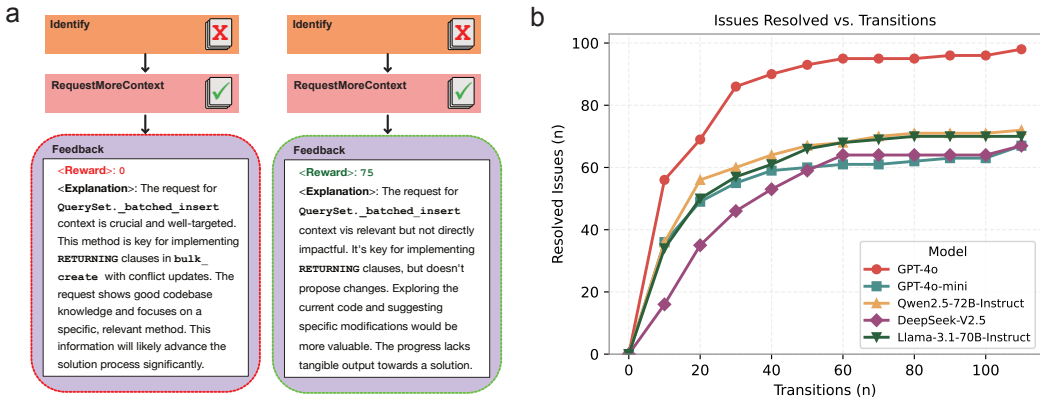 a
Identify
X
RequestMoreContext
Feedback
<Reward>: 0
<Explanation>: The request for
QuerySet._batched_insert
context is crucial and well-targeted.
This method is key for implementing
RETURNING clauses in bulk_
create with conflict updates. The
request shows good codebase
knowledge and focuses on a
specific, relevant method. This
information will likely advance the
solution process significantly.
Identify
X
RequestMoreContext
Feedback
<Reward>: 75
<Explanation>: The request for
QuerySet._batched_insert
context vis relevant but not directly
impactful. It's key for implementing
RETURNING clauses, but doesn't
propose changes. Exploring the
current code and suggesting
specific modifications would be
more valuable. The progress lacks
tangible output towards a solution.
b
Issues Resolved vs. Transitions
Resolved Issues (n)
100
80
60
40
20
0
0 20 40 60 80 100
Transitions (n)
Model
GPT-4o
GPT-4o-mini
Qwen2.5-72B-Instruct
DeepSeek-V2.5
Llama-3.1-70B-Instruct